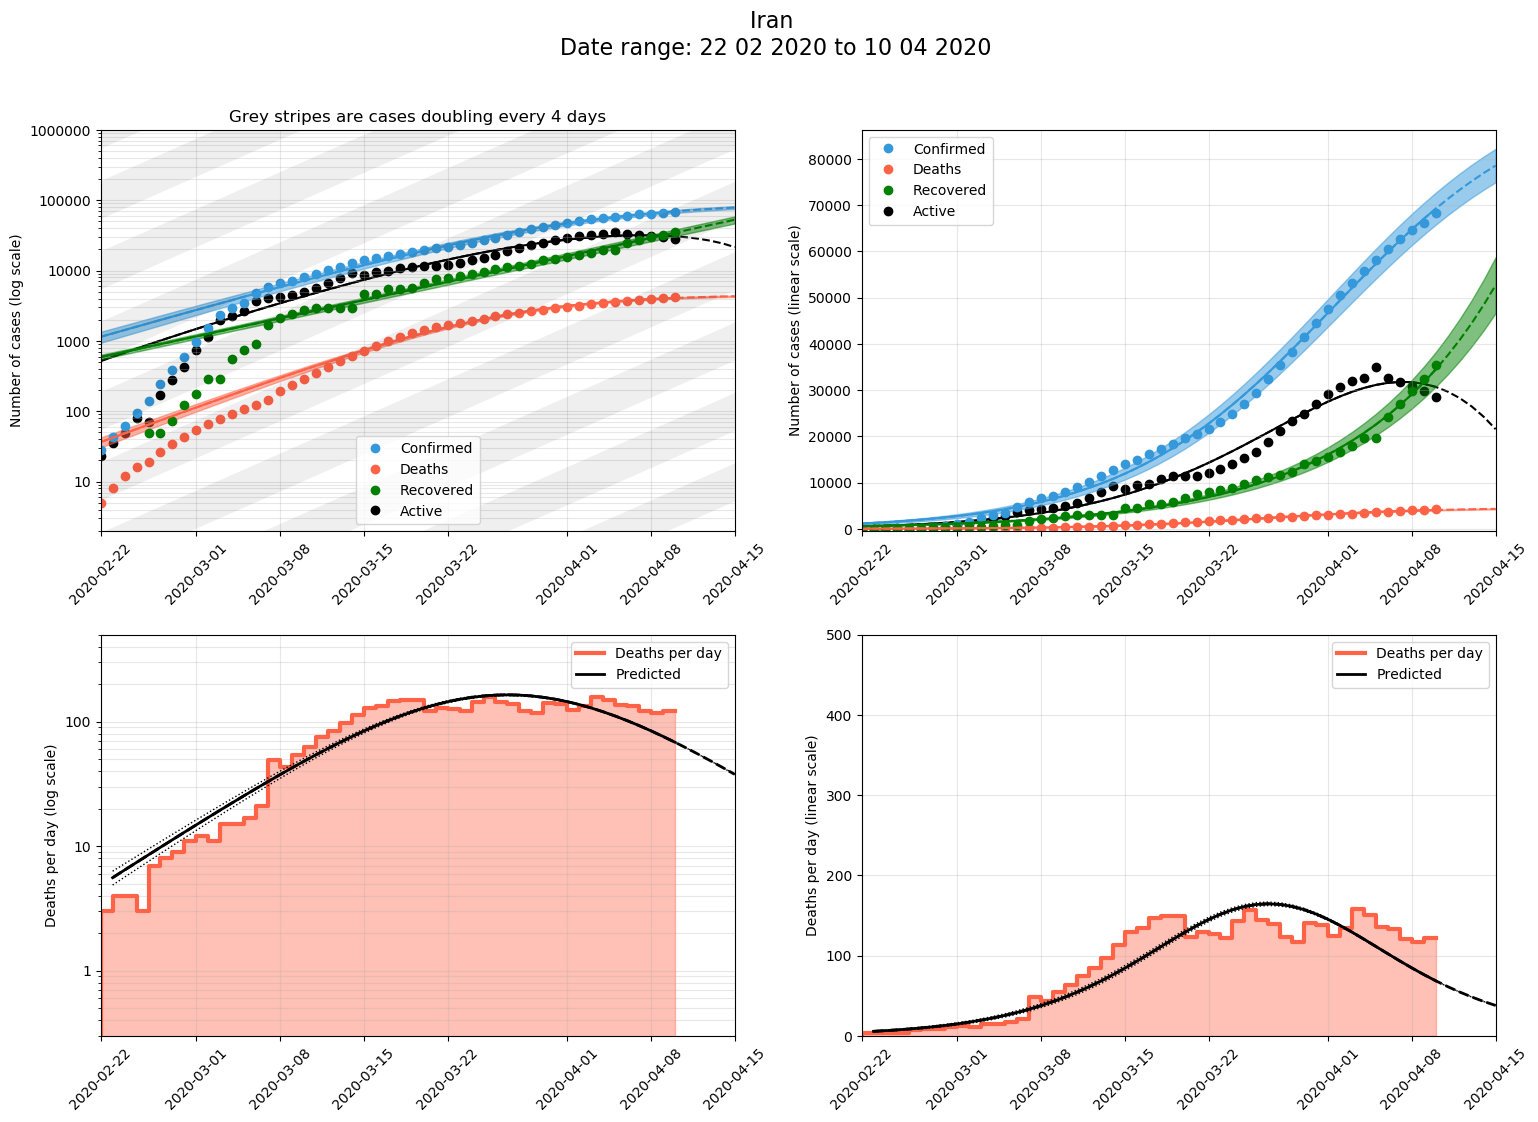 Iran
Date range: 22 02 2020 to 10 04 2020
Grey stripes are cases doubling every 4 days
Number of cases (log scale)
1000000
100000
10000
1000
100
10
Confirmed
Deaths
Recovered
Active
2020-02-22
2020-03-01
2020-03-08
2020-03-15
2020-03-22
2020-04-01
2020-04-08
2020-04-15
Number of cases (linear scale)
80000
70000
60000
50000
40000
30000
20000
10000
0
Confirmed
Deaths
Recovered
Active
2020-02-22
2020-03-01
2020-03-08
2020-03-15
2020-03-22
2020-04-01
2020-04-08
2020-04-15
Deaths per day (log scale)
100
10
1
Deaths per day
Predicted
2020-02-22
2020-03-01
2020-03-08
2020-03-15
2020-03-22
2020-04-01
2020-04-08
2020-04-15
Deaths per day (linear scale)
500
400
300
200
100
0
Deaths per day
Predicted
2020-02-22
2020-03-01
2020-03-08
2020-03-15
2020-03-22
2020-04-01
2020-04-08
2020-04-15